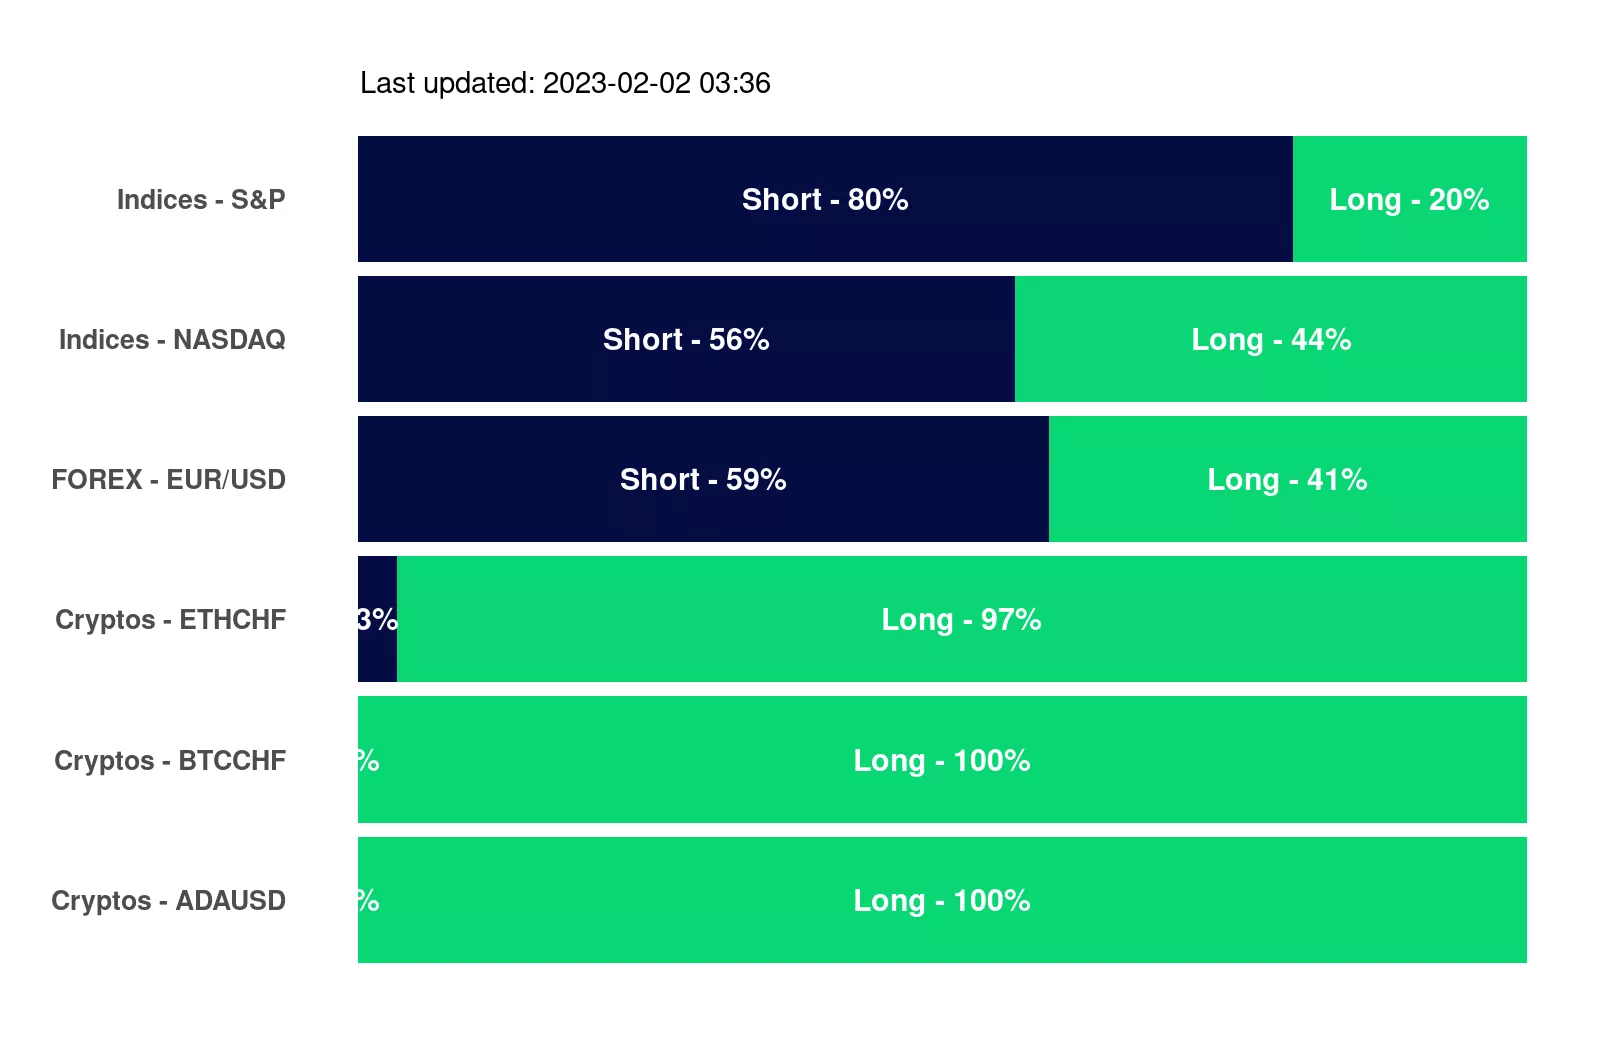 Last updated: 2023-02-02 03:36
Indices - S&P Short - 80% Long - 20%
Indices - NASDAQ Short - 56% Long - 44%
FOREX - EUR/USD Short - 59% Long - 41%
Cryptos - ETHCHF 3% Long - 97%
Cryptos - BTCCHF % Long - 100%
Cryptos - ADAUSD % Long - 100%